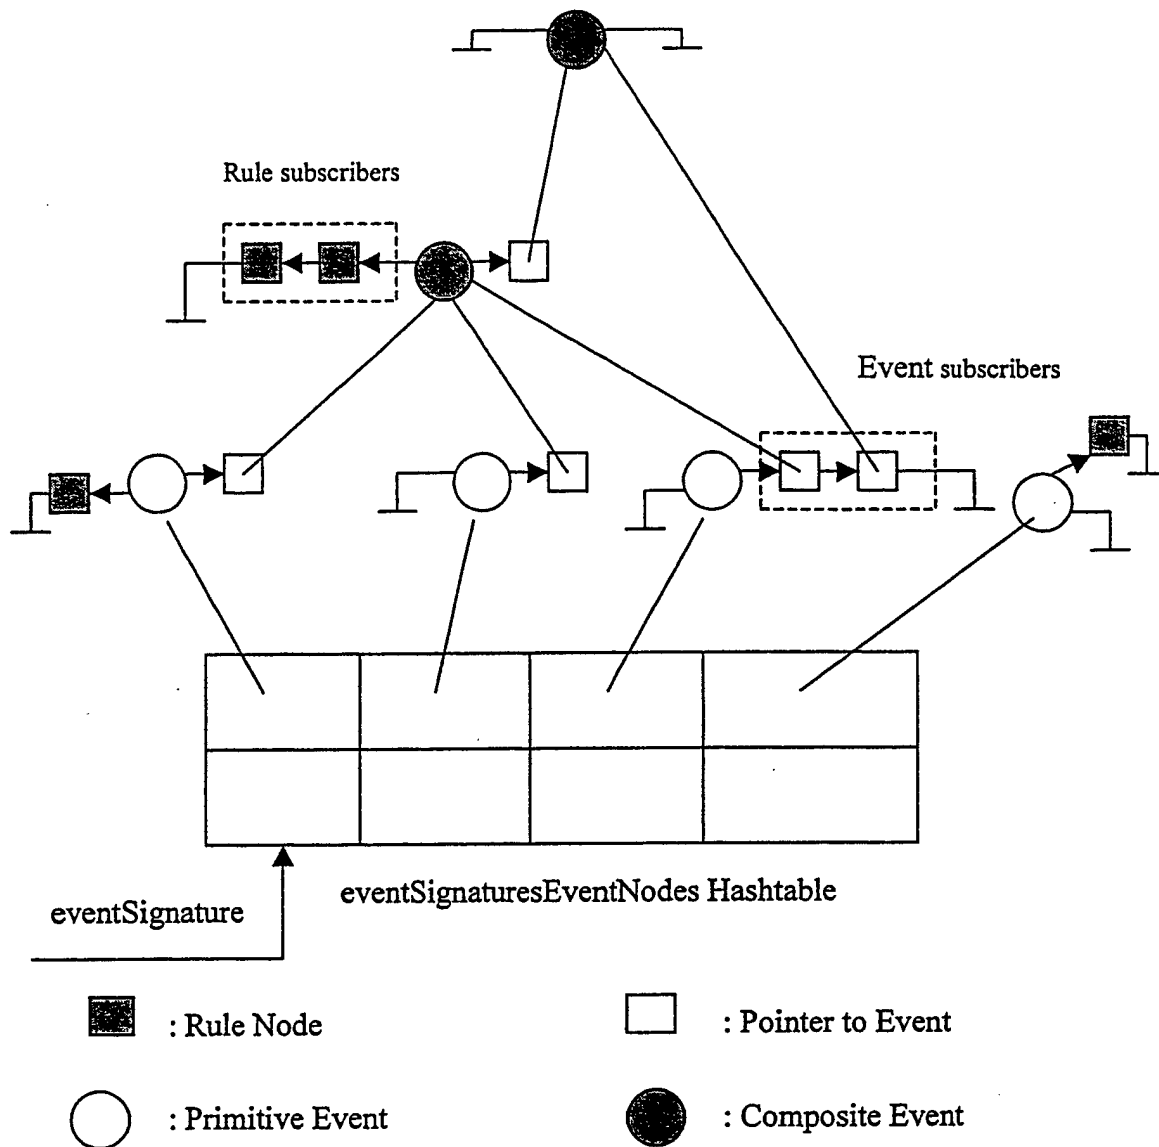 Rule subscribers
Event subscribers
eventSignature
eventSignaturesEventNodes Hashtable
: Rule Node
: Pointer to Event
: Primitive Event
: Composite Event